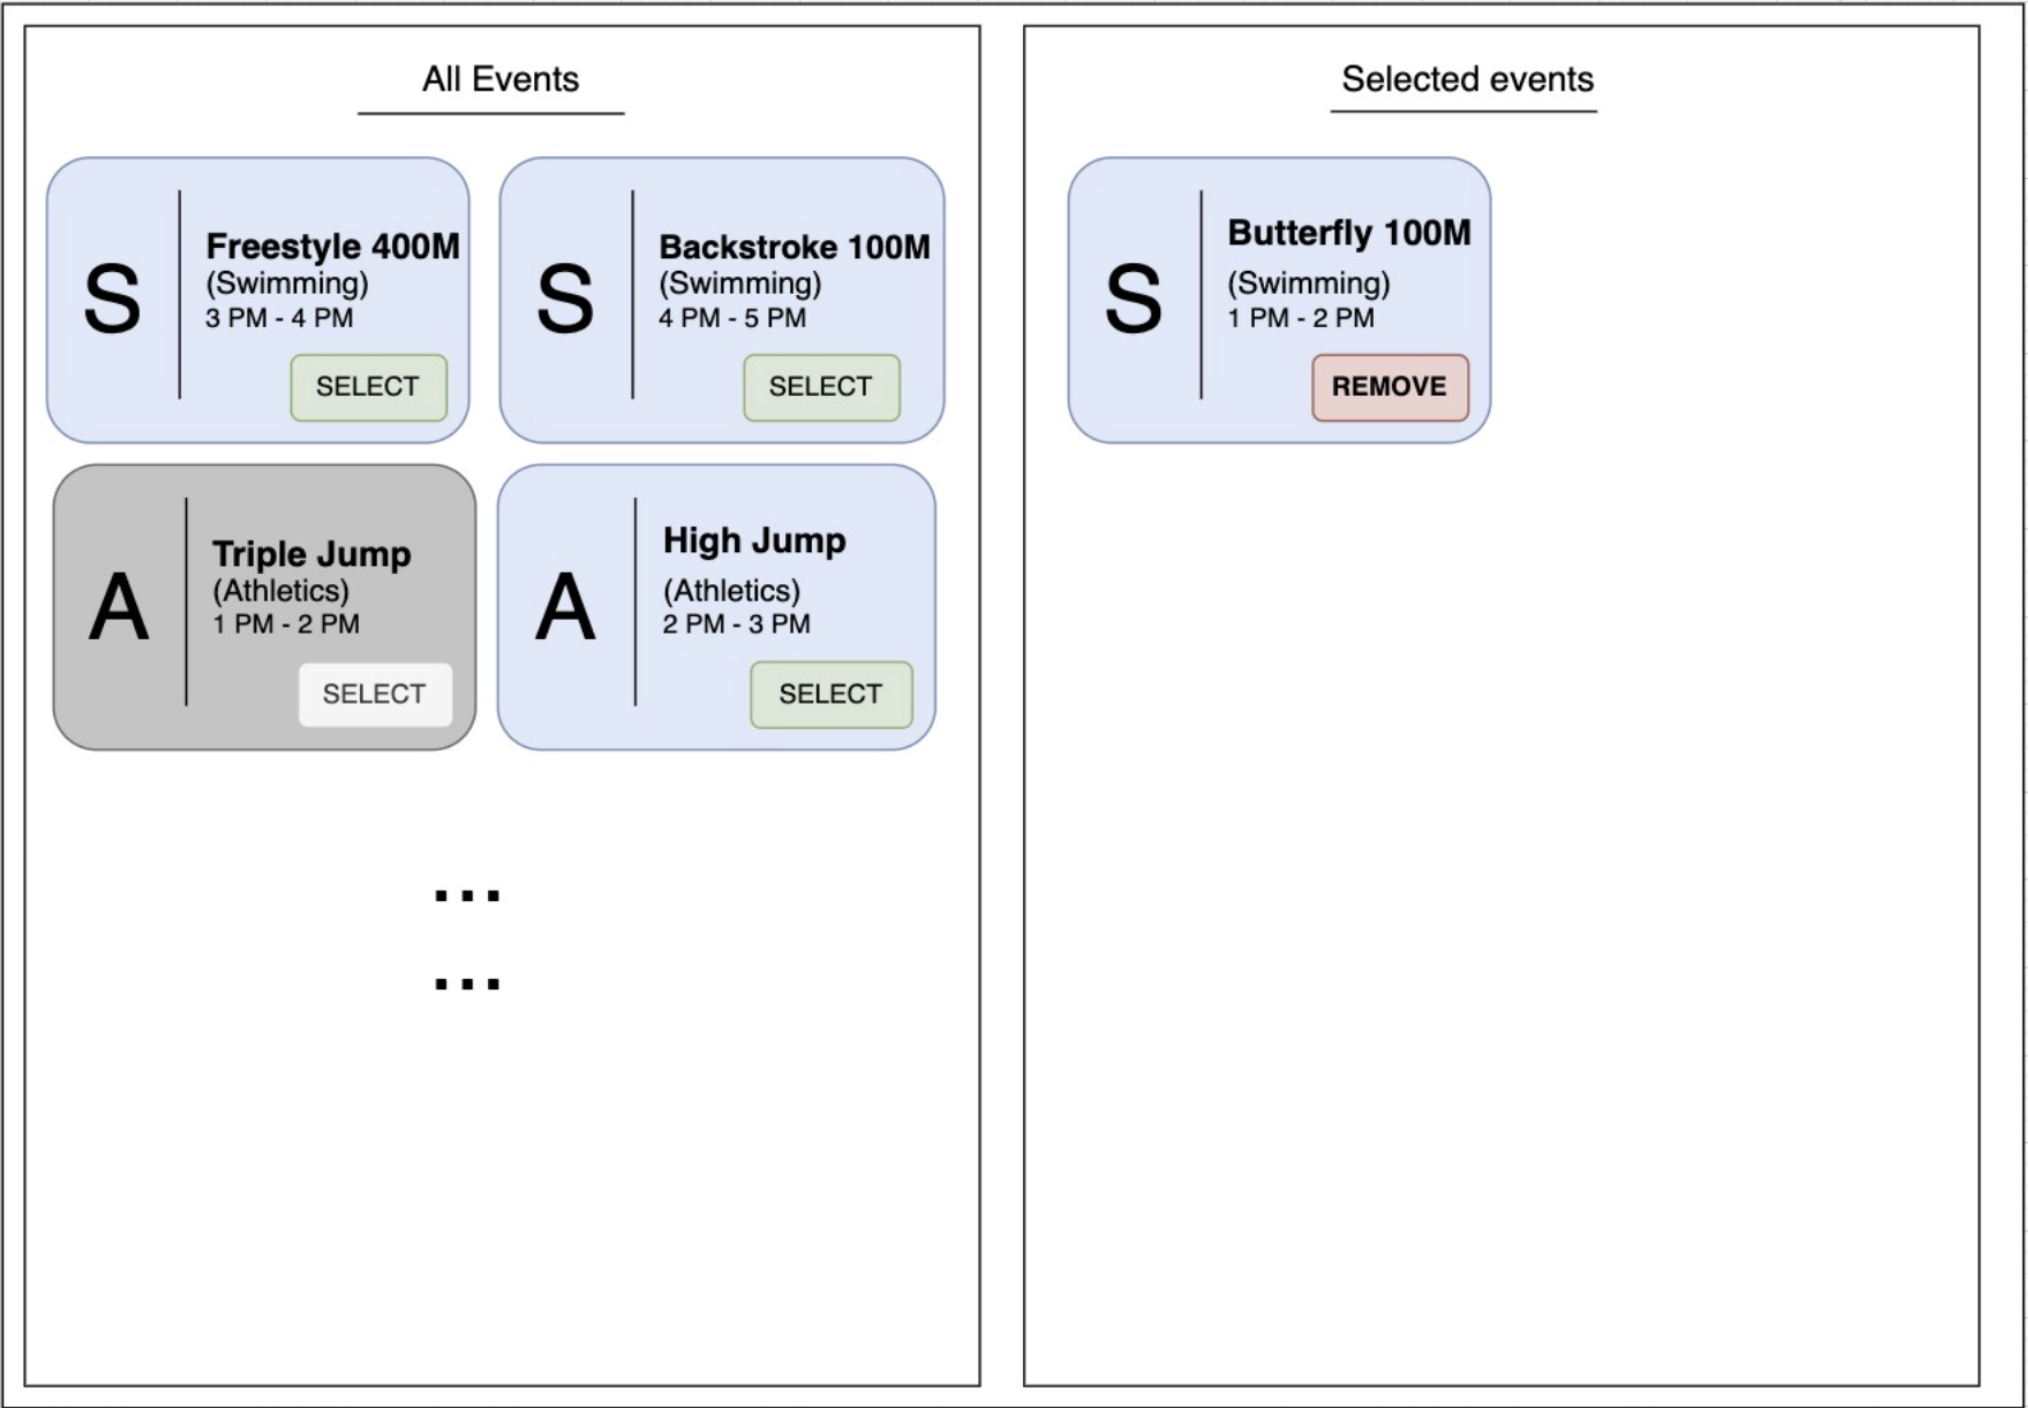 All Events
S
Freestyle 400M
(Swimming)
3 PM - 4 PM
SELECT
S
Backstroke 100M
(Swimming)
4 PM - 5 PM
SELECT
A
Triple Jump
(Athletics)
1 PM - 2 PM
SELECT
A
High Jump
(Athletics)
2 PM - 3 PM
SELECT
...
...
Selected events
S
Butterfly 100M
(Swimming)
1 PM - 2 PM
REMOVE